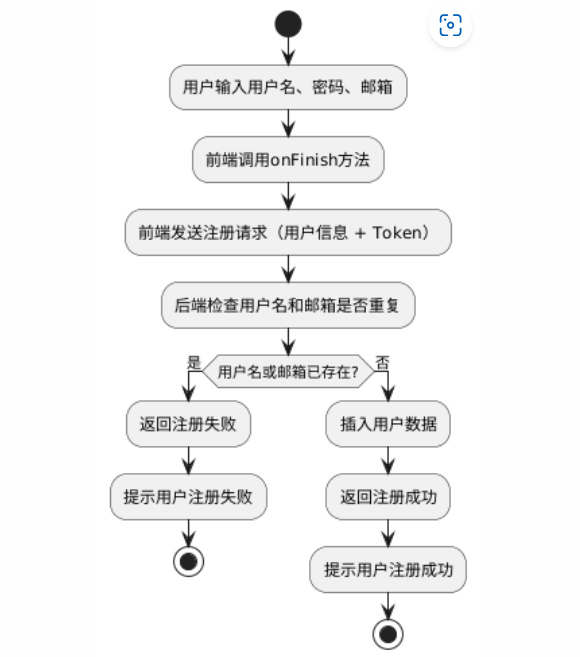 用户输入用户名、密码、邮箱
前端调用onFinish方法
前端发送注册请求（用户信息 + Token）
后端检查用户名和邮箱是否重复
是
用户名或邮箱已存在?
否
返回注册失败
插入用户数据
提示用户注册失败
返回注册成功
提示用户注册成功